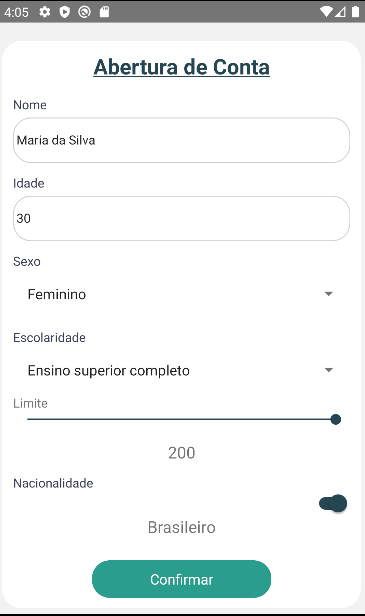 4:05
Abertura de Conta
Nome
Maria da Silva
Idade
30
Sexo
Feminino
Escolaridade
Ensino superior completo
Limite
200
Nacionalidade
Brasileiro
Confirmar